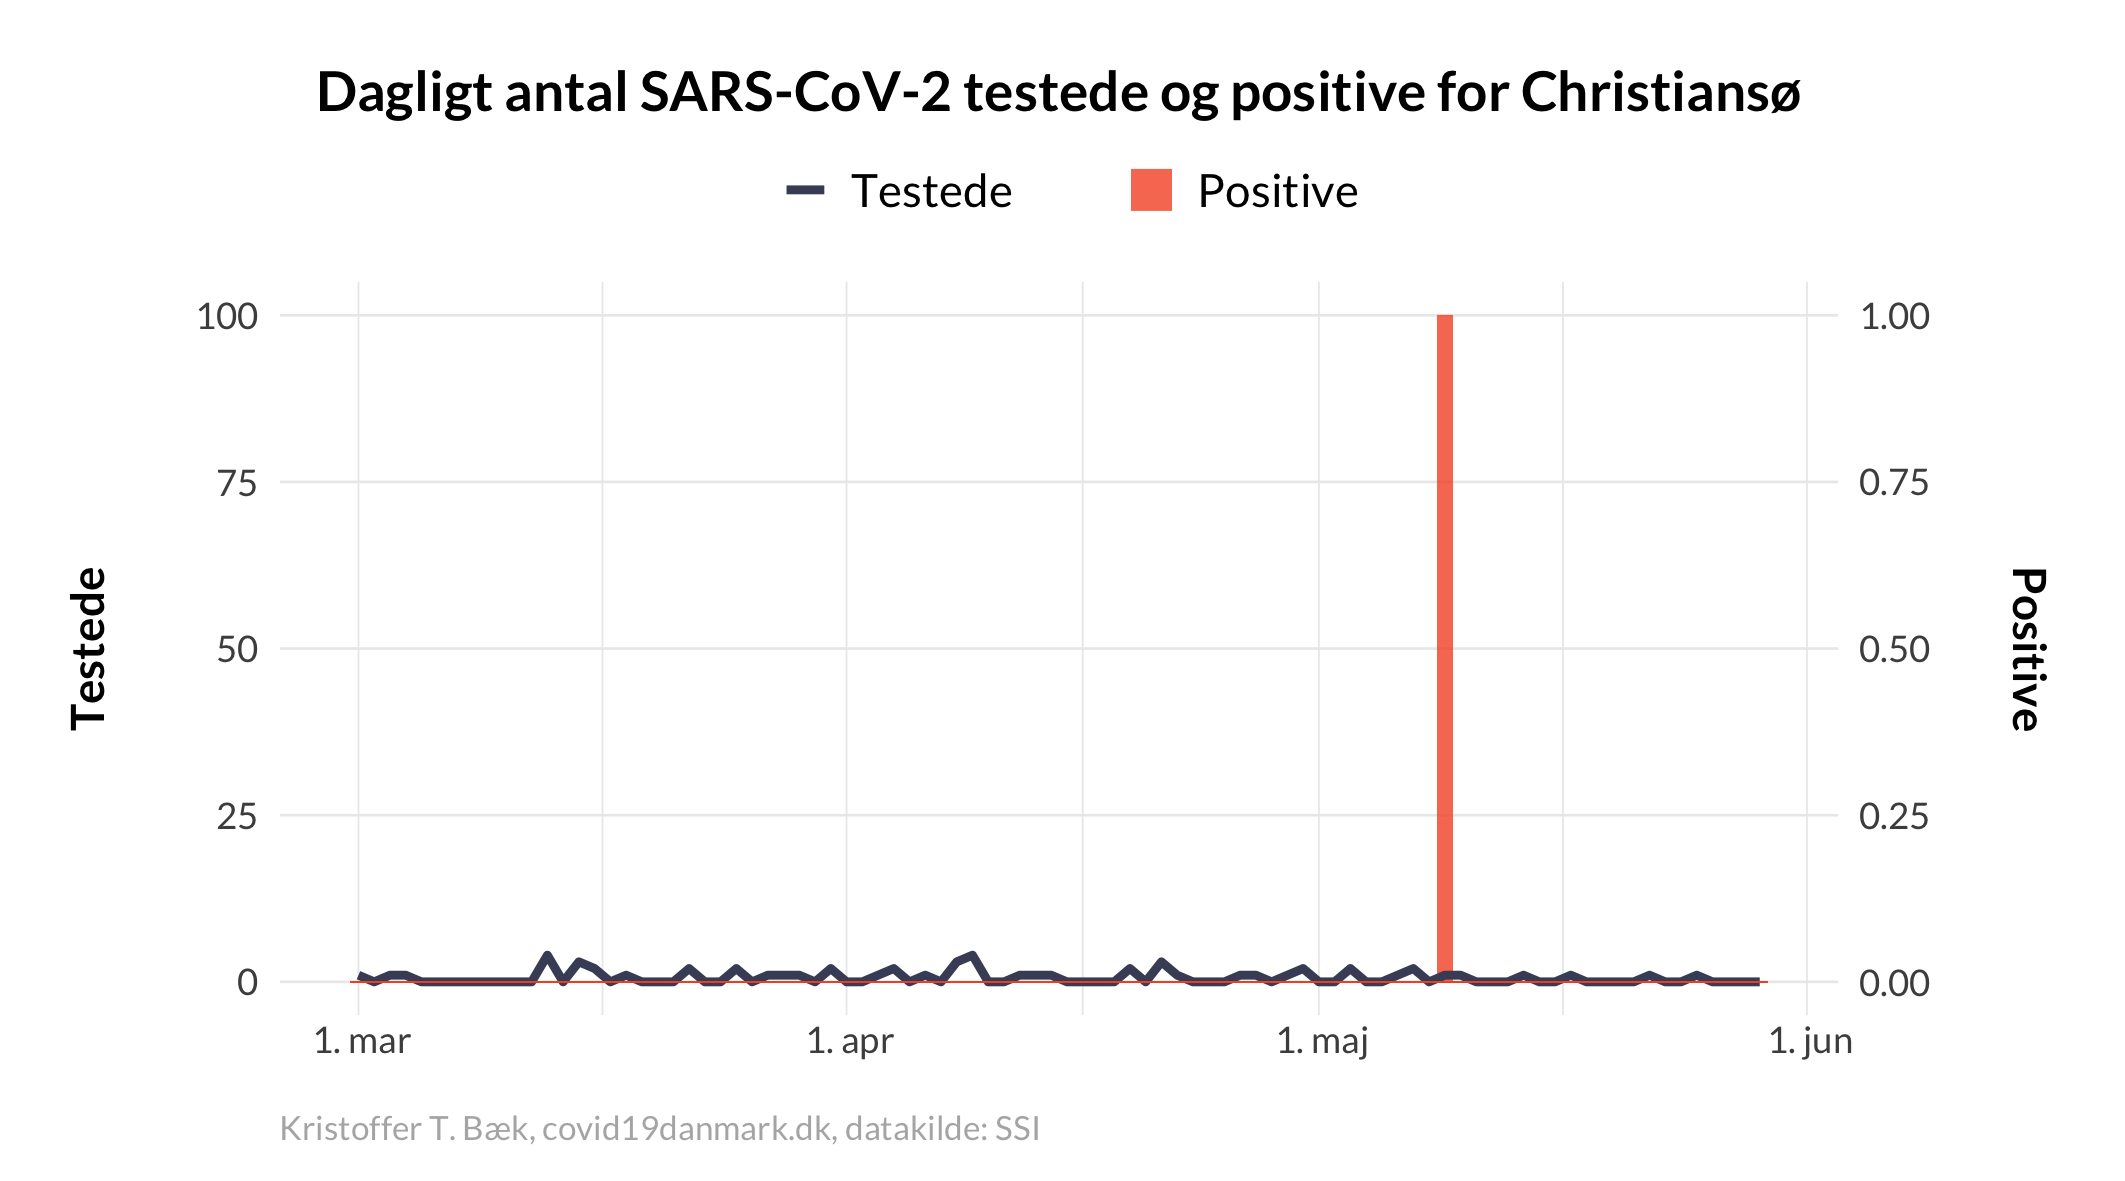 Dagligt antal SARS-CoV-2 testede og positive for Christiansø
Testede
Positive
100
75
50
25
0
1.00
0.75
0.50
0.25
0.00
Testede
Positive
1. mar
1. apr
1. maj
1. jun
Kristoffer T. Bæk, covid19danmark.dk, datakilde: SSI